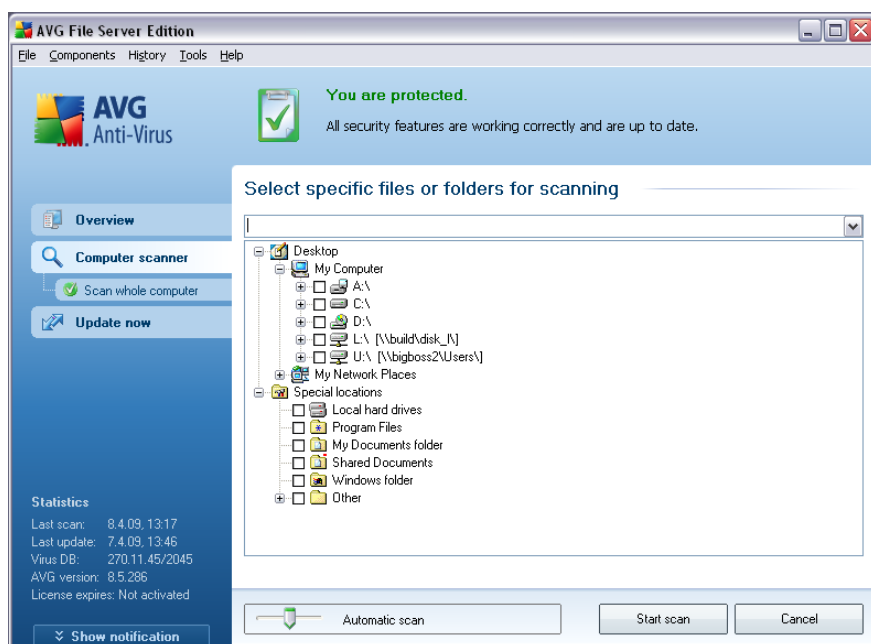 AVG File Server Edition
File Components History Tools Help
AVG
Anti-Virus
You are protected.
All security features are working correctly and are up to date.
Overview
Computer scanner
Scan whole computer
Update now
Select specific files or folders for scanning
Desktop
My Computer
A:\
C:\
D:\
L:\ [\\build\disk_l\]
U:\ [\\bigboss2\Users\]
My Network Places
Special locations
Local hard drives
Program Files
My Documents folder
Shared Documents
Windows folder
Other
Statistics
Last scan: 8.4.09, 13:17
Last update: 7.4.09, 13:46
Virus DB: 270.11.45/2045
AVG version: 8.5.286
License expires: Not activated
Show notification
Automatic scan
Start scan
Cancel